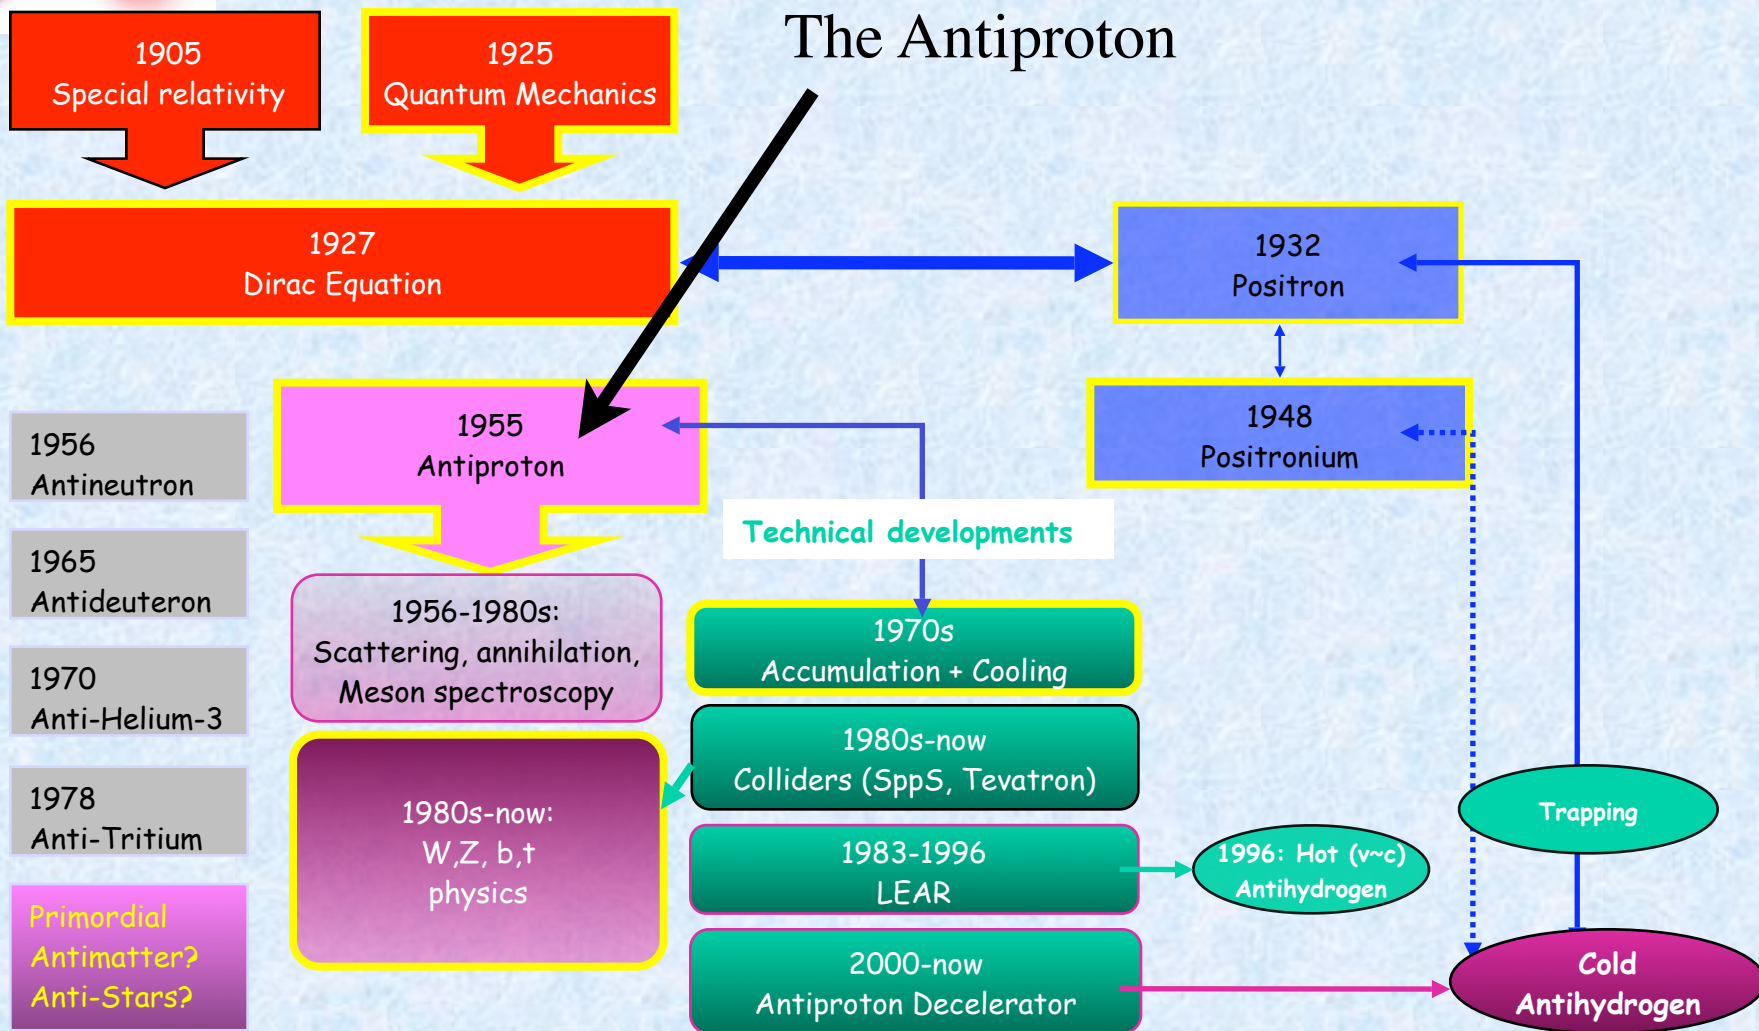 The Antiproton
1905
Special relativity
1925
Quantum Mechanics
1927
Dirac Equation
1932
Positron
1948
Positronium
1955
Antiproton
Technical developments
1956
Antineutron
1965
Antideuteron
1970
Anti-Helium-3
1978
Anti-Tritium
Primordial
Antimatter?
Anti-Stars?
1956-1980s:
Scattering, annihilation,
Meson spectroscopy
1980s-now:
W,Z, b,t
physics
1970s
Accumulation + Cooling
1980s-now
Colliders (SppS, Tevatron)
1983-1996
LEAR
2000-now
Antiproton Decelerator
1996: Hot (v~c)
Antihydrogen
Trapping
Cold
Antihydrogen